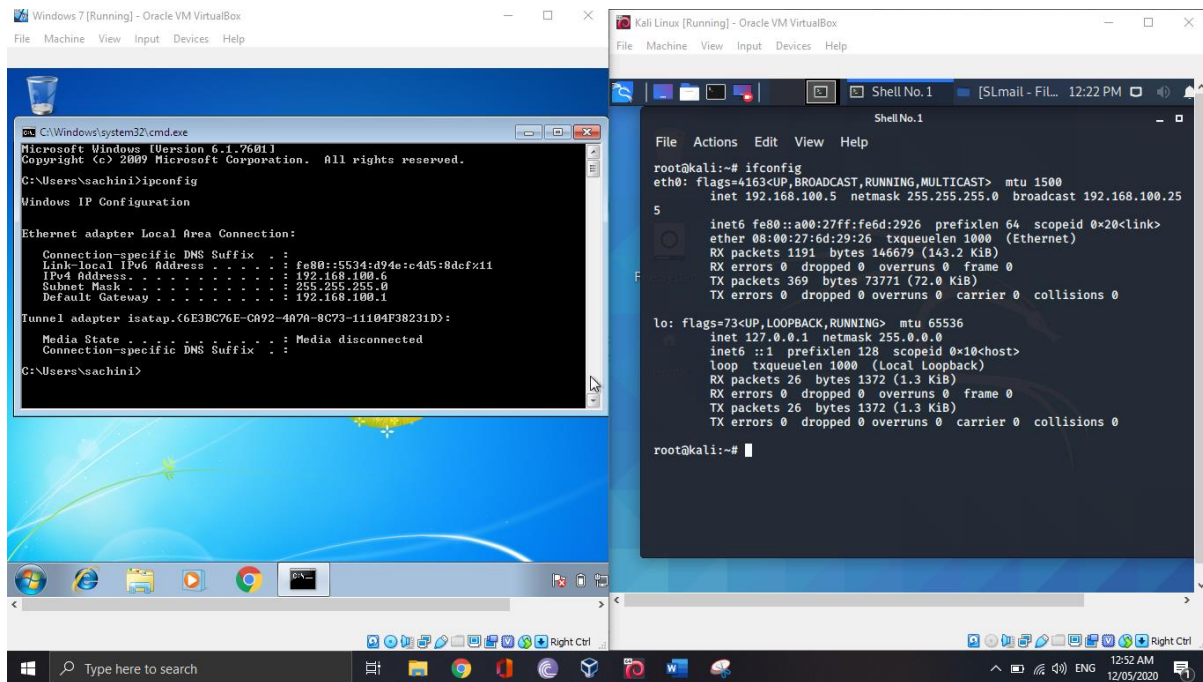 Windows 7 [Running] - Oracle VM VirtualBox
File Machine View Input Devices Help
C:\Windows\system32\cmd.exe
Microsoft Windows [Version 6.1.7601]
Copyright (c) 2009 Microsoft Corporation. All rights reserved.
C:\Users\sachini>ipconfig
Windows IP Configuration
Ethernet adapter Local Area Connection:
Connection-specific DNS Suffix . :
Link-local IPv6 Address . . . . . : fe80::5534:d94e:c4d5:8dcf%11
IPv4 Address. . . . . . . . . . . : 192.168.100.6
Subnet Mask . . . . . . . . . . . : 255.255.255.0
Default Gateway . . . . . . . . . : 192.168.100.1
Tunnel adapter isatap.{6E3BC76E-CA92-4A7A-8C73-11104F38231D}:
Media State . . . . . . . . . . . : Media disconnected
Connection-specific DNS Suffix . :
C:\Users\sachini>
Right Ctrl
Kali Linux [Running] - Oracle VM VirtualBox
File Machine View Input Devices Help
Shell No. 1
[SLmail - Fil...
12:22 PM
Shell No. 1
File Actions Edit View Help
root@kali:~# ifconfig
eth0: flags=4163<UP,BROADCAST,RUNNING,MULTICAST> mtu 1500
inet 192.168.100.5 netmask 255.255.255.0 broadcast 192.168.100.25
5
inet6 fe80::a00:27ff:fe6d:2926 prefixlen 64 scopeid 0×20<link>
ether 08:00:27:6d:29:26 txqueuelen 1000 (Ethernet)
RX packets 1191 bytes 146679 (143.2 KiB)
RX errors 0 dropped 0 overruns 0 frame 0
TX packets 369 bytes 73771 (72.0 KiB)
TX errors 0 dropped 0 overruns 0 carrier 0 collisions 0
lo: flags=73<UP,LOOPBACK,RUNNING> mtu 65536
inet 127.0.0.1 netmask 255.0.0.0
inet6 ::1 prefixlen 128 scopeid 0×10<host>
loop txqueuelen 1000 (Local Loopback)
RX packets 26 bytes 1372 (1.3 KiB)
RX errors 0 dropped 0 overruns 0 frame 0
TX packets 26 bytes 1372 (1.3 KiB)
TX errors 0 dropped 0 overruns 0 carrier 0 collisions 0
root@kali:~#
Right Ctrl
Type here to search
ENG
12:52 AM
12/05/2020